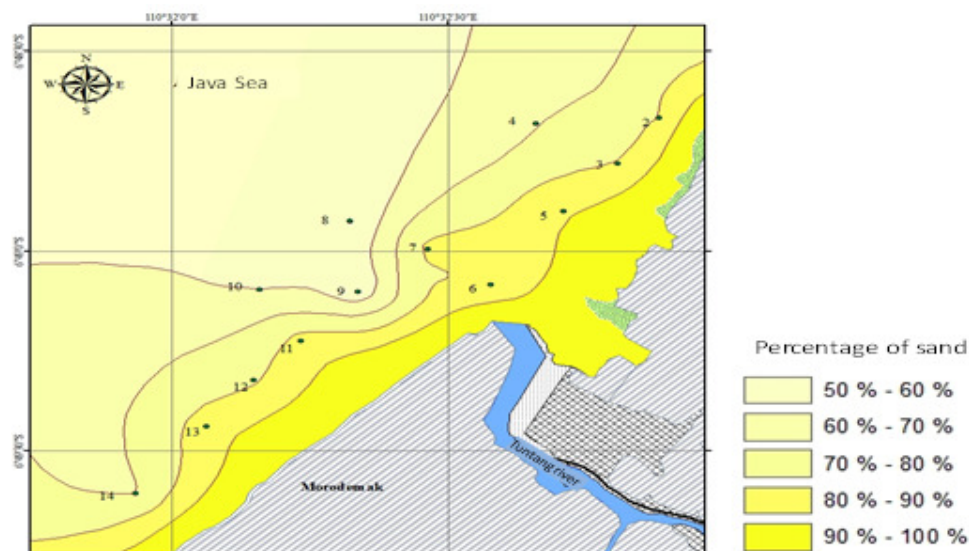 110°32'0"E
110°32'30"E
N
W
E
S
Java Sea
4
2
3
8
5
7
10
9
6
11
12
13
14
Morodemak
Tuntang river
Percentage of sand
50 % - 60 %
60 % - 70 %
70 % - 80 %
80 % - 90 %
90 % - 100 %